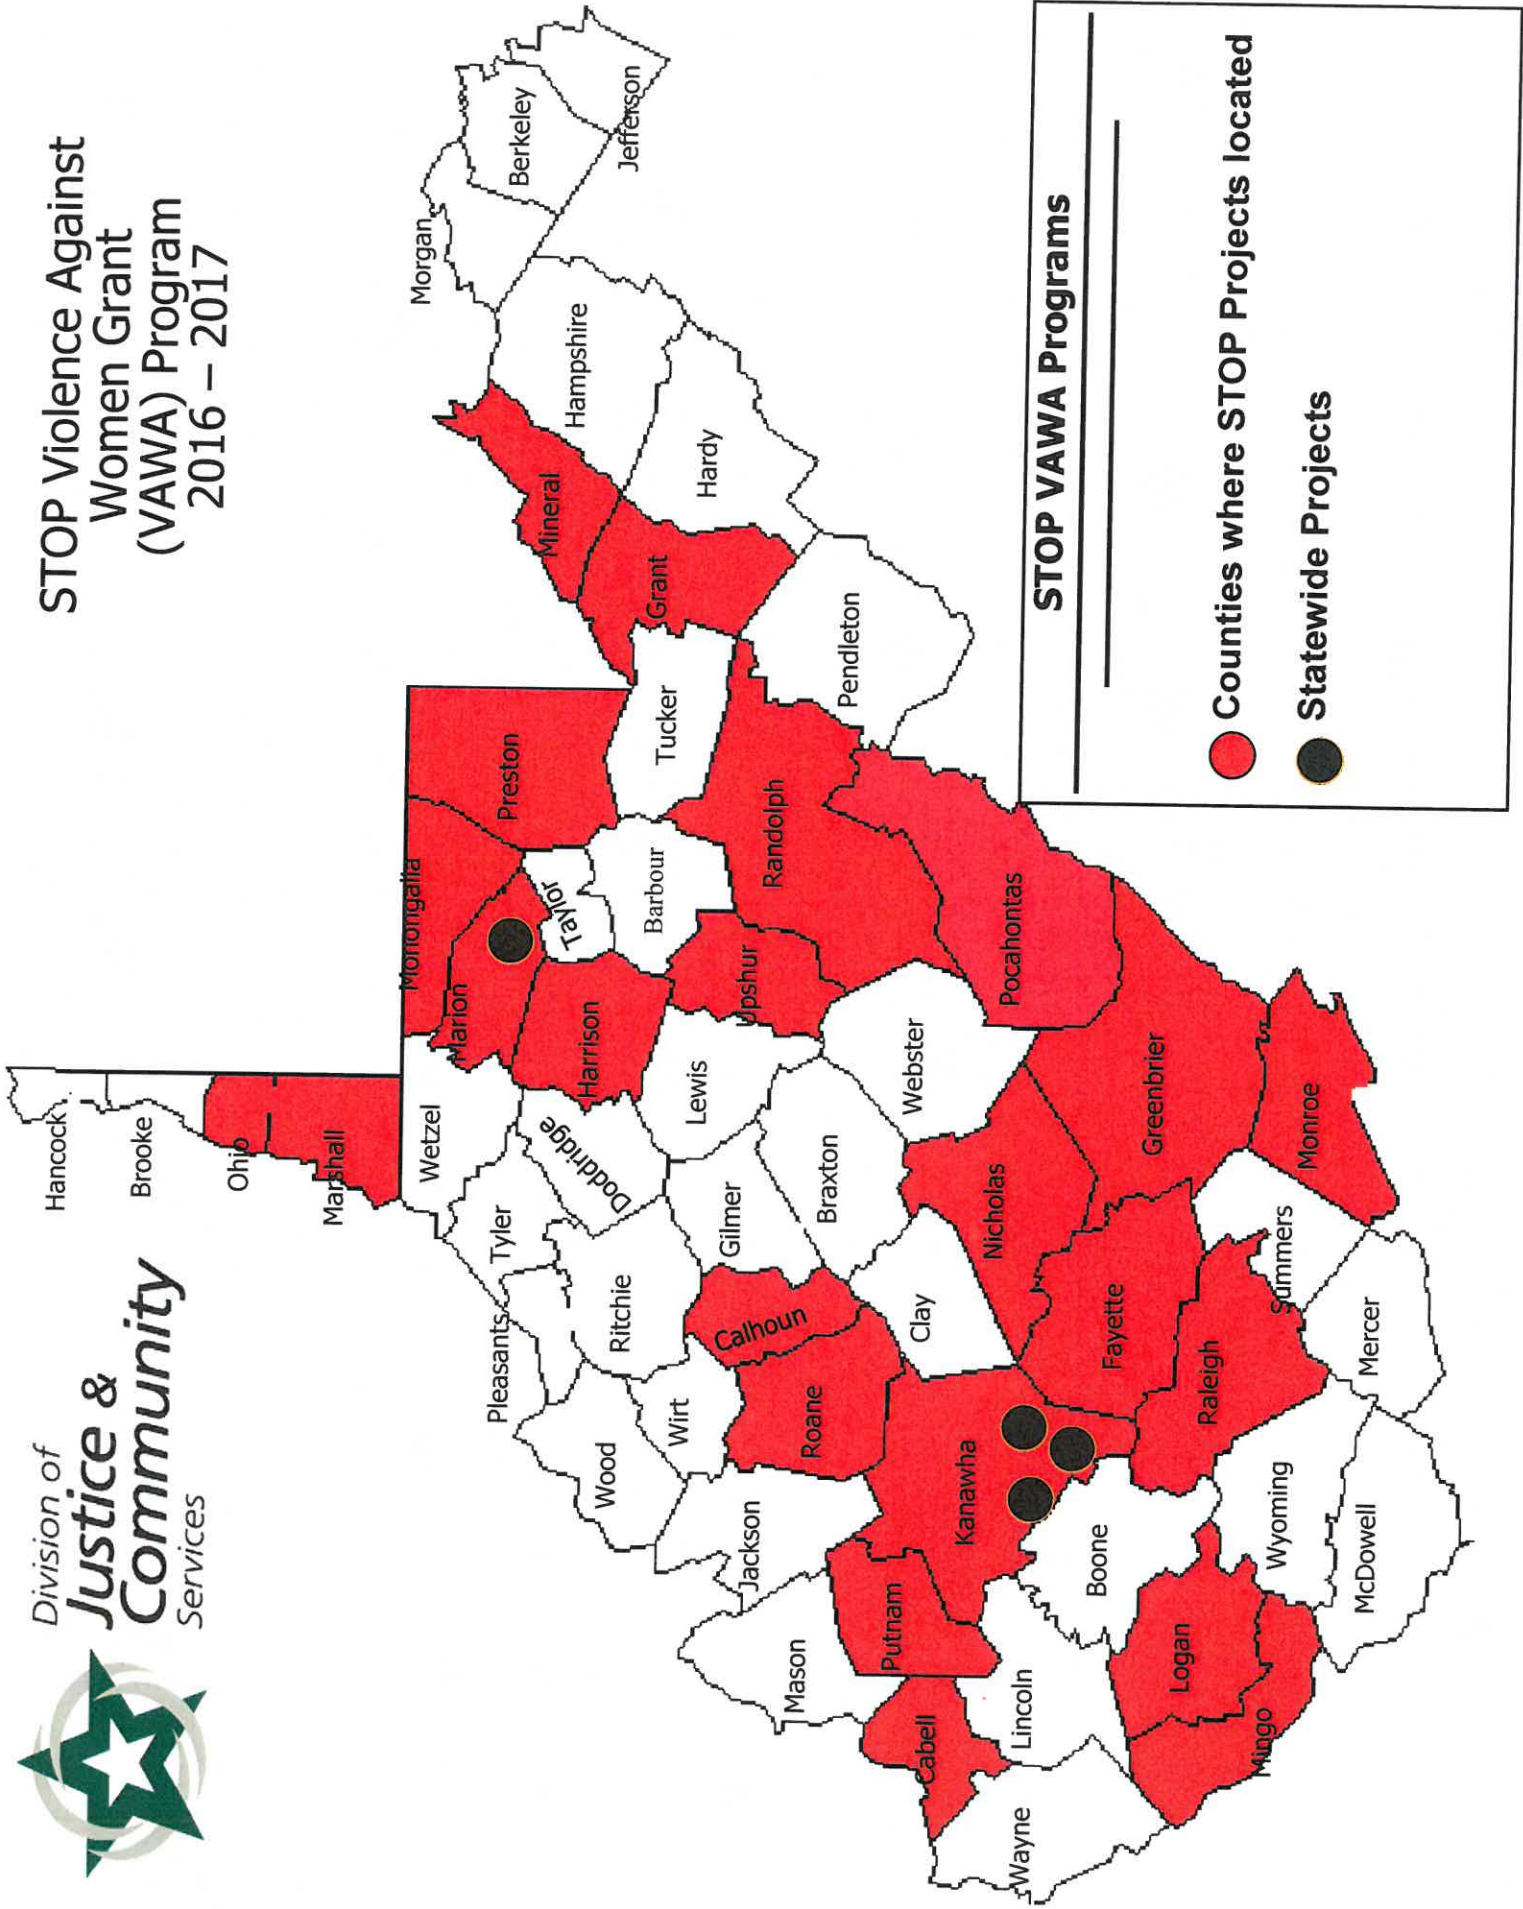 Division of
Justice &
Community
Services
STOP Violence Against
Women Grant
(VAWA) Program
2016 – 2017
Hancock
Brooke
Ohio
Marshall
Wetzel
Monongalia
Marion
Preston
Morgan
Berkeley
Jefferson
Hampshire
Mineral
Grant
Hardy
Pendleton
Tucker
Taylor
Barbour
Randolph
Harrison
Doddridge
Tyler
Pleasants
Ritchie
Wood
Wirt
Calhoun
Gilmer
Lewis
Upshur
Braxton
Webster
Pocahontas
Jackson
Roane
Clay
Nicholas
Greenbrier
Mason
Putnam
Kanawha
Fayette
Monroe
Cabell
Lincoln
Boone
Raleigh
Summers
Wayne
Logan
Mingo
Wyoming
McDowell
Mercer
STOP VAWA Programs
Counties where STOP Projects located
Statewide Projects